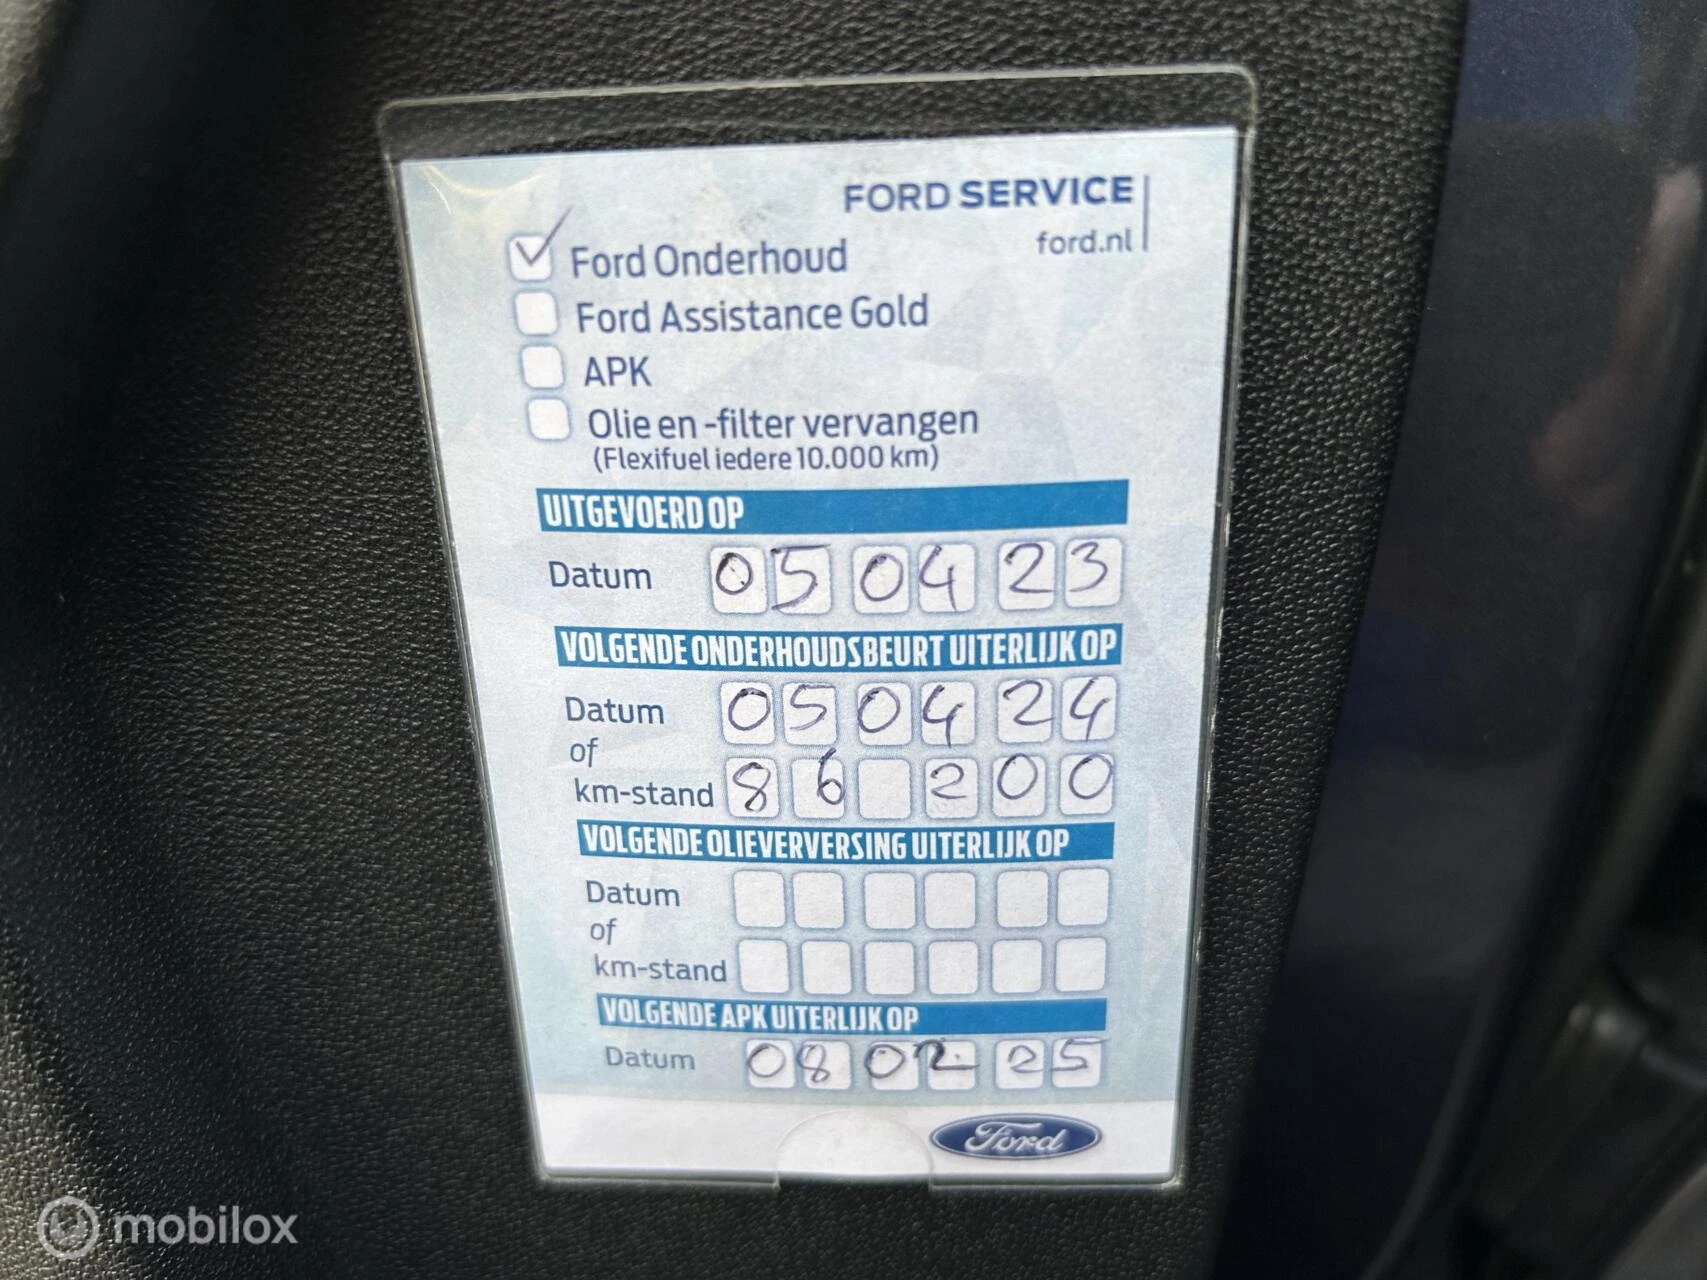 FORD SERVICE
ford.nl
Ford Onderhoud
Ford Assistance Gold
APK
Olie en -filter vervangen
(Flexifuel iedere 10.000 km)
UITGEVOERD OP
Datum 05 04 23
VOLGENDE ONDERHOUDSBEURT UITERLIJK OP
Datum 05 04 24
of
km-stand 86 200
VOLGENDE OLIEVERVERSING UITERLIJK OP
Datum
of
km-stand
VOLGENDE APK UITERLIJK OP
Datum 08 02 25
Ford
mobilox